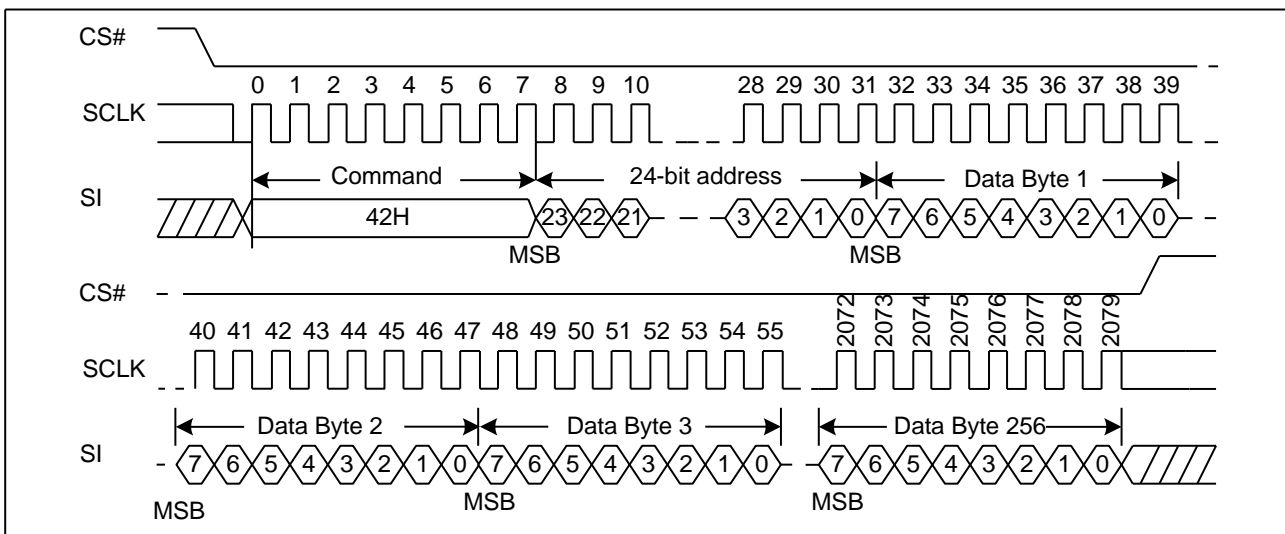 CS#
0 1 2 3 4 5 6 7 8 9 10 28 29 30 31 32 33 34 35 36 37 38 39
SCLK
Command 24-bit address Data Byte 1
SI
42H 23 22 21 3 2 1 0 7 6 5 4 3 2 1 0
MSB MSB
CS#
40 41 42 43 44 45 46 47 48 49 50 51 52 53 54 55 2072 2073 2074 2075 2076 2077 2078 2079
SCLK
Data Byte 2 Data Byte 3 Data Byte 256
SI
7 6 5 4 3 2 1 0 7 6 5 4 3 2 1 0 7 6 5 4 3 2 1 0
MSB MSB MSB